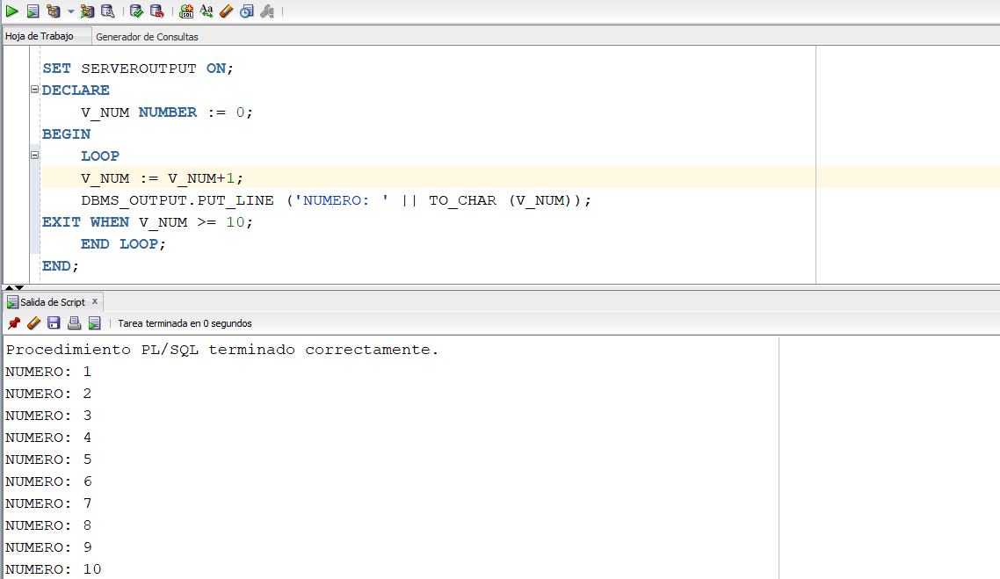 Hoja de Trabajo Generador de Consultas
SET SERVEROUTPUT ON;
DECLARE
V_NUM NUMBER := 0;
BEGIN
LOOP
V_NUM := V_NUM+1;
DBMS_OUTPUT.PUT_LINE ('NUMERO: ' || TO_CHAR (V_NUM));
EXIT WHEN V_NUM >= 10;
END LOOP;
END;
Salida de Script x
Tarea terminada en 0 segundos
Procedimiento PL/SQL terminado correctamente.
NUMERO: 1
NUMERO: 2
NUMERO: 3
NUMERO: 4
NUMERO: 5
NUMERO: 6
NUMERO: 7
NUMERO: 8
NUMERO: 9
NUMERO: 10